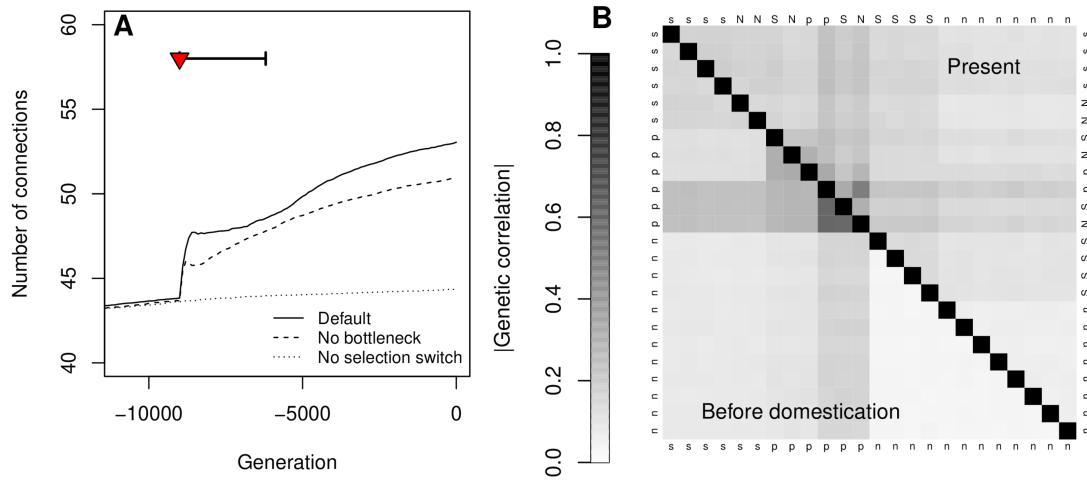 A
Number of connections
60
55
50
45
40
Default
No bottleneck
No selection switch
−10000
−5000
0
Generation
B
|Genetic correlation|
1.0
0.8
0.6
0.4
0.2
0.0
s s s s N N S N p p S N S S S S n n n n n n n n
s s s s s s p p p p p p n n n n n n n n n n n n
Present
Before domestication
s s s s N N S N p p S N S S S S n n n n n n n n
s s s s s s p p p p p p n n n n n n n n n n n n